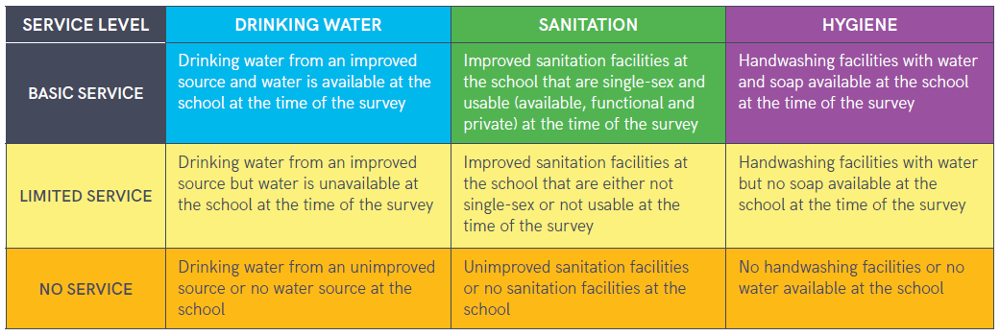 SERVICE LEVEL
DRINKING WATER
SANITATION
HYGIENE
BASIC SERVICE
Drinking water from an improved
source and water is available at the
school at the time of the survey
Improved sanitation facilities at
the school that are single-sex and
usable (available, functional and
private) at the time of the survey
Handwashing facilities with water
and soap available at the school
at the time of the survey
LIMITED SERVICE
Drinking water from an improved
source but water is unavailable at
the school at the time of the survey
Improved sanitation facilities at
the school that are either not
single-sex or not usable at the
time of the survey
Handwashing facilities with water
but no soap available at the
school at the time of the survey
NO SERVICE
Drinking water from an unimproved
source or no water source at the
school
Unimproved sanitation facilities
or no sanitation facilities at the
school
No handwashing facilities or no
water available at the school